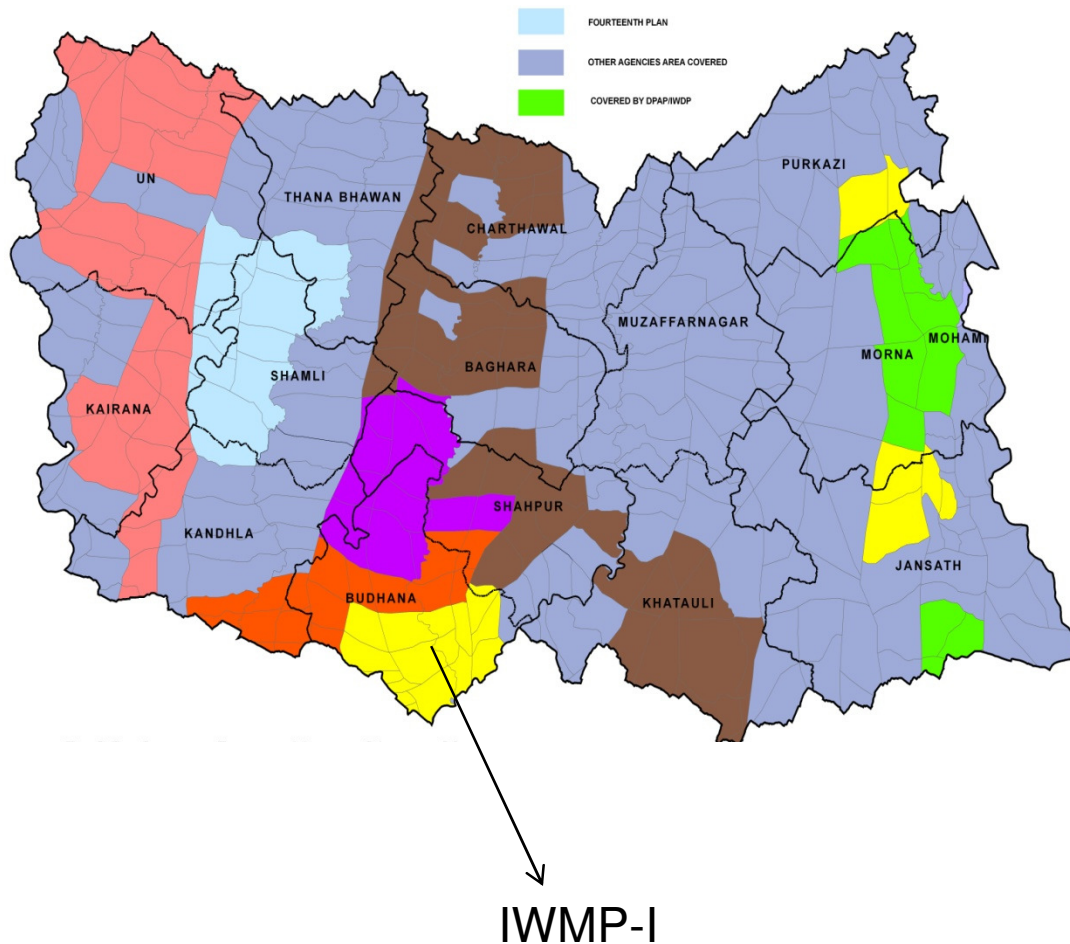 FOURTEENTH PLAN
OTHER AGENCIES AREA COVERED
COVERED BY DPAP/IWDP
PURKAZI
UN
THANA BHAWAN
CHARTHAWAL
MUZAFFARNAGAR
MOHAMI
MORNA
BAGHARA
SHAMLI
KAIRANA
SHAHPUR
KANDHLA
JANSATH
BUDHANA
KHATAULI
IWMP-I